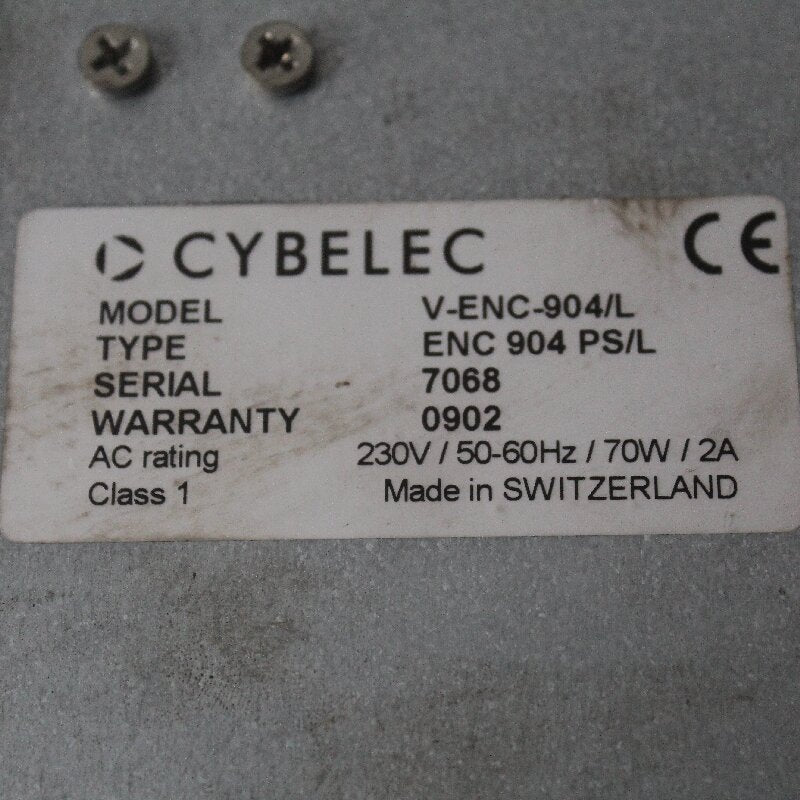 CYBELEC CE
MODEL V-ENC-904/L
TYPE ENC 904 PS/L
SERIAL 7068
WARRANTY 0902
AC rating 230V / 50-60Hz / 70W / 2A
Class 1 Made in SWITZERLAND